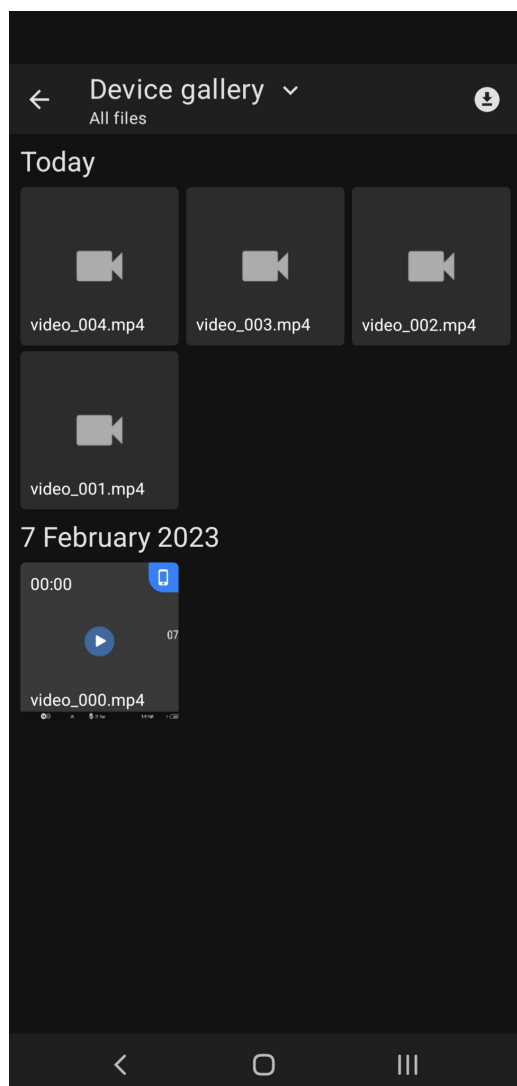 Device gallery
All files
Today
video_004.mp4
video_003.mp4
video_002.mp4
video_001.mp4
7 February 2023
00:00
07
video_000.mp4